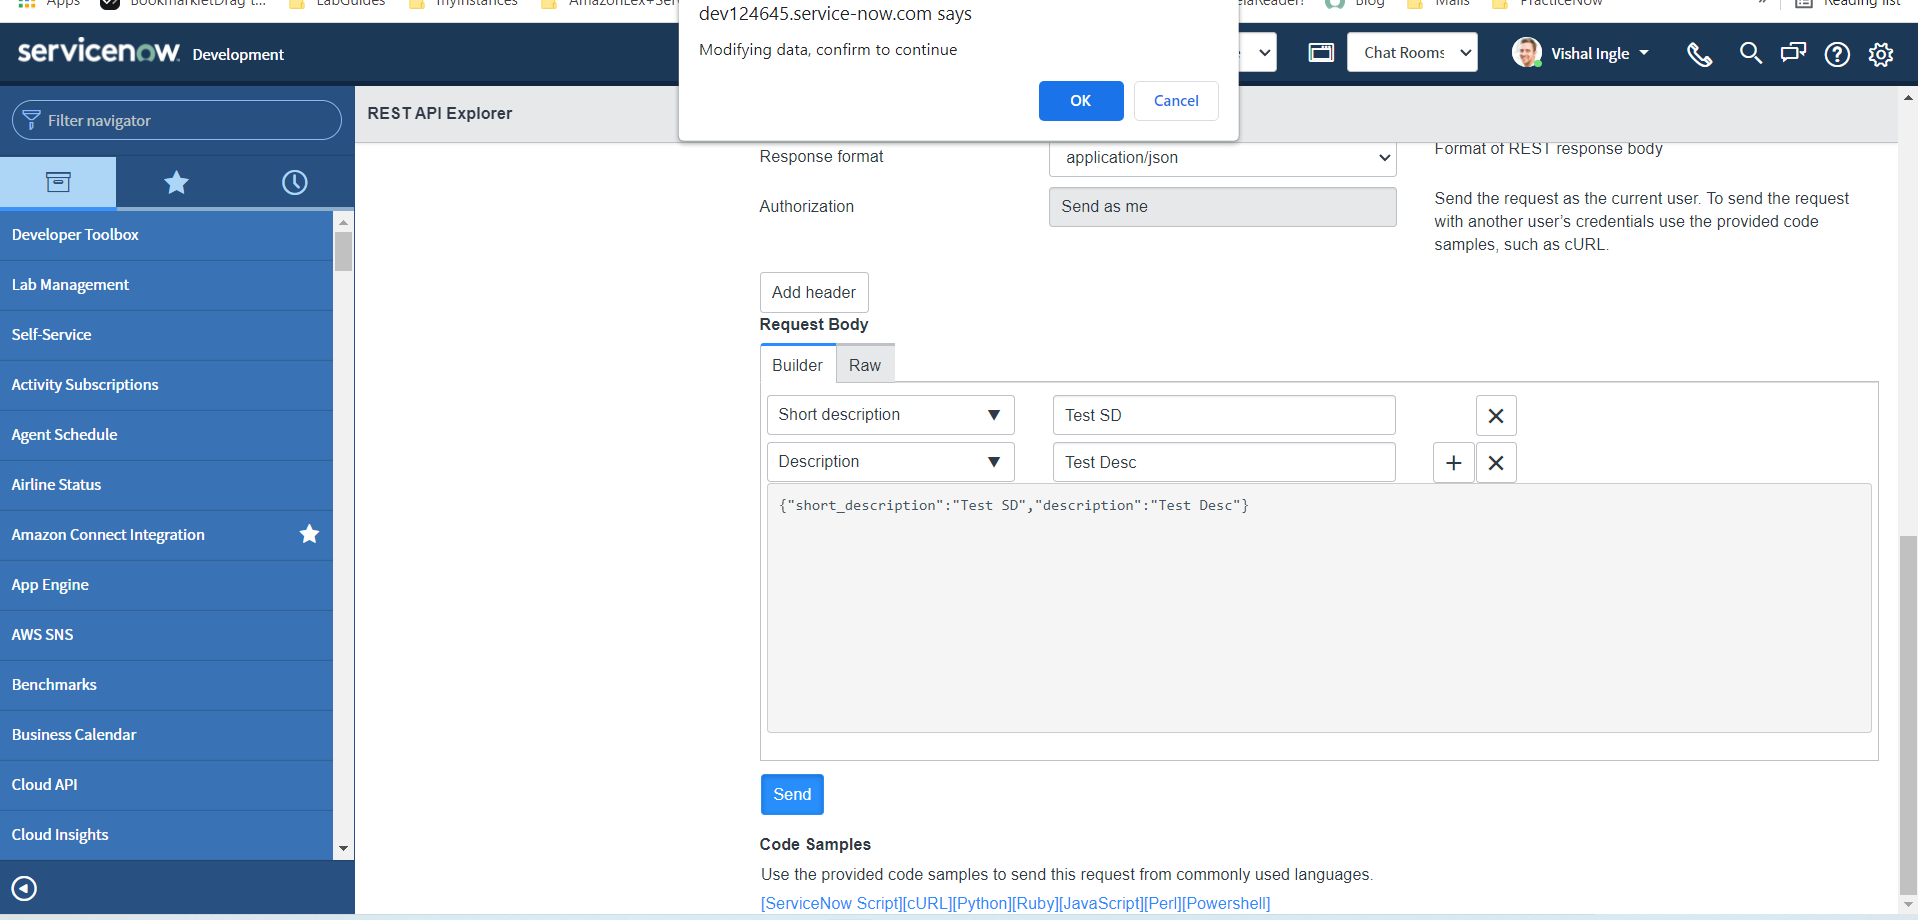 Apps
BookmarkletDrag t...
LabGuides
myInstances
AmazonLex+Ser
elaReader!
Blog
Mails
PracticeNow
»
Reading list
dev124645.service-now.com says
Modifying data, confirm to continue
OK
Cancel
servicenow. Development
Chat Rooms
Vishal Ingle
Filter navigator
REST API Explorer
Developer Toolbox
Lab Management
Self-Service
Activity Subscriptions
Agent Schedule
Airline Status
Amazon Connect Integration
App Engine
AWS SNS
Benchmarks
Business Calendar
Cloud API
Cloud Insights
Response format
application/json
Format of REST response body
Authorization
Send as me
Send the request as the current user. To send the request
with another user’s credentials use the provided code
samples, such as cURL.
Add header
Request Body
Builder
Raw
Short description
Test SD
Description
Test Desc
{"short_description":"Test SD","description":"Test Desc"}
Send
Code Samples
Use the provided code samples to send this request from commonly used languages.
[ServiceNow Script][cURL][Python][Ruby][JavaScript][Perl][Powershell]